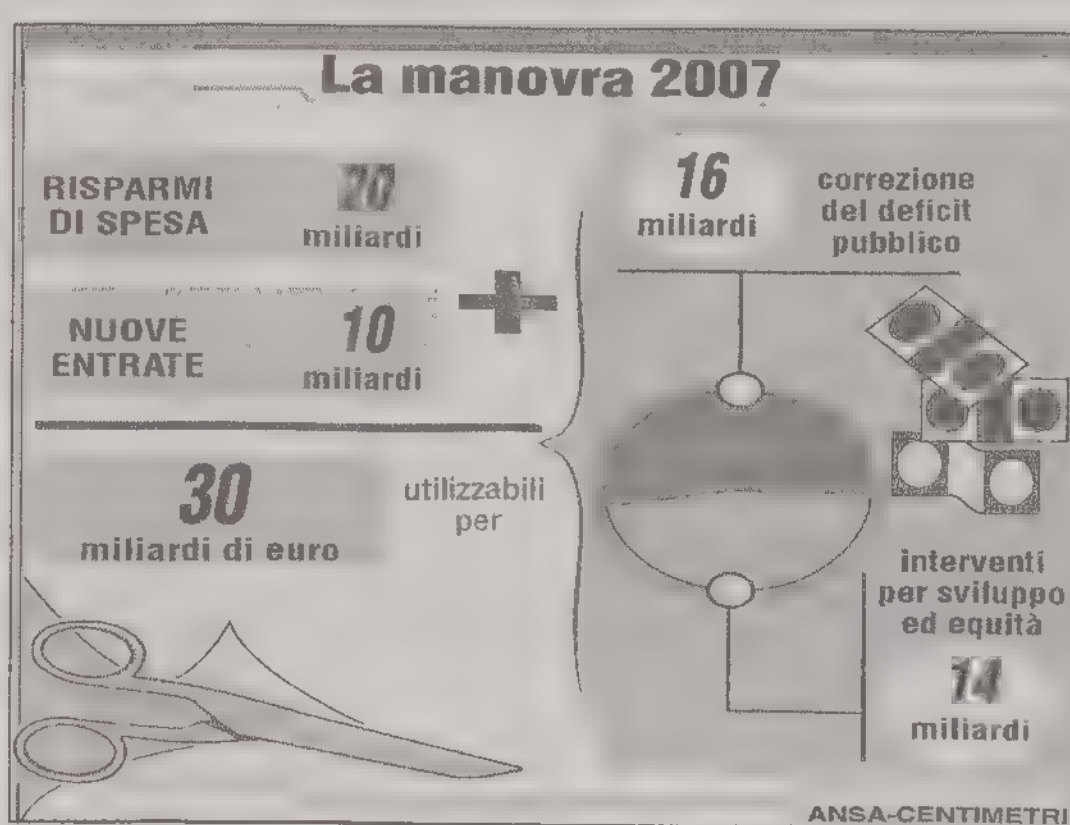 La manovra 2007
RISPARMI
DI SPESA
miliardi
NUOVE
ENTRATE
10
miliardi
30
miliardi di euro
utilizzabili
per
16
miliardi
correzione
del deficit
pubblico
interventi
per sviluppo
ed equità
14
miliardi
ANSA-CENTIMETRI